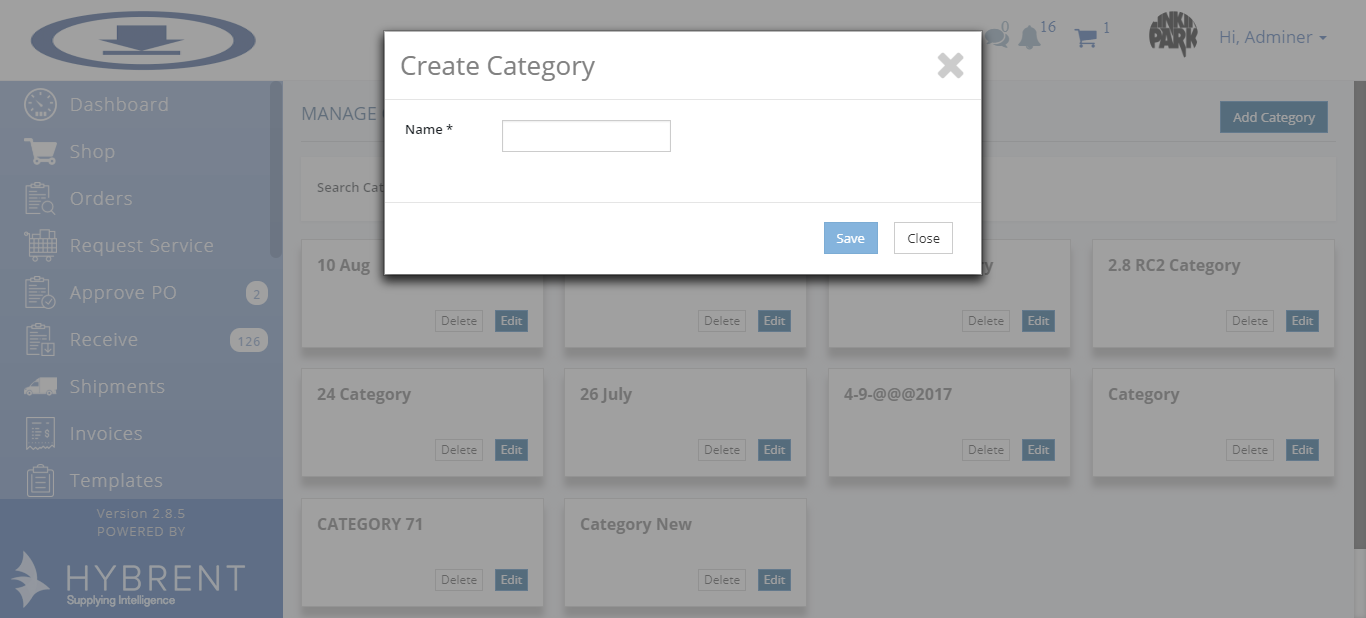 0
16
1
PARK
Hi, Adminer
Create Category
Dashboard
Shop
Orders
Request Service
Approve PO 2
Receive 126
Shipments
Invoices
Templates
Version 2.8.5
POWERED BY
HYBRENT
Supplying Intelligence
MANAGE
Add Category
Name *
Search Cat
Save
Close
10 Aug
2.8 RC2 Category
Delete Edit
Delete Edit
Delete Edit
Delete Edit
24 Category
26 July
4-9-@@@2017
Category
Delete Edit
Delete Edit
Delete Edit
Delete Edit
CATEGORY 71
Category New
Delete Edit
Delete Edit